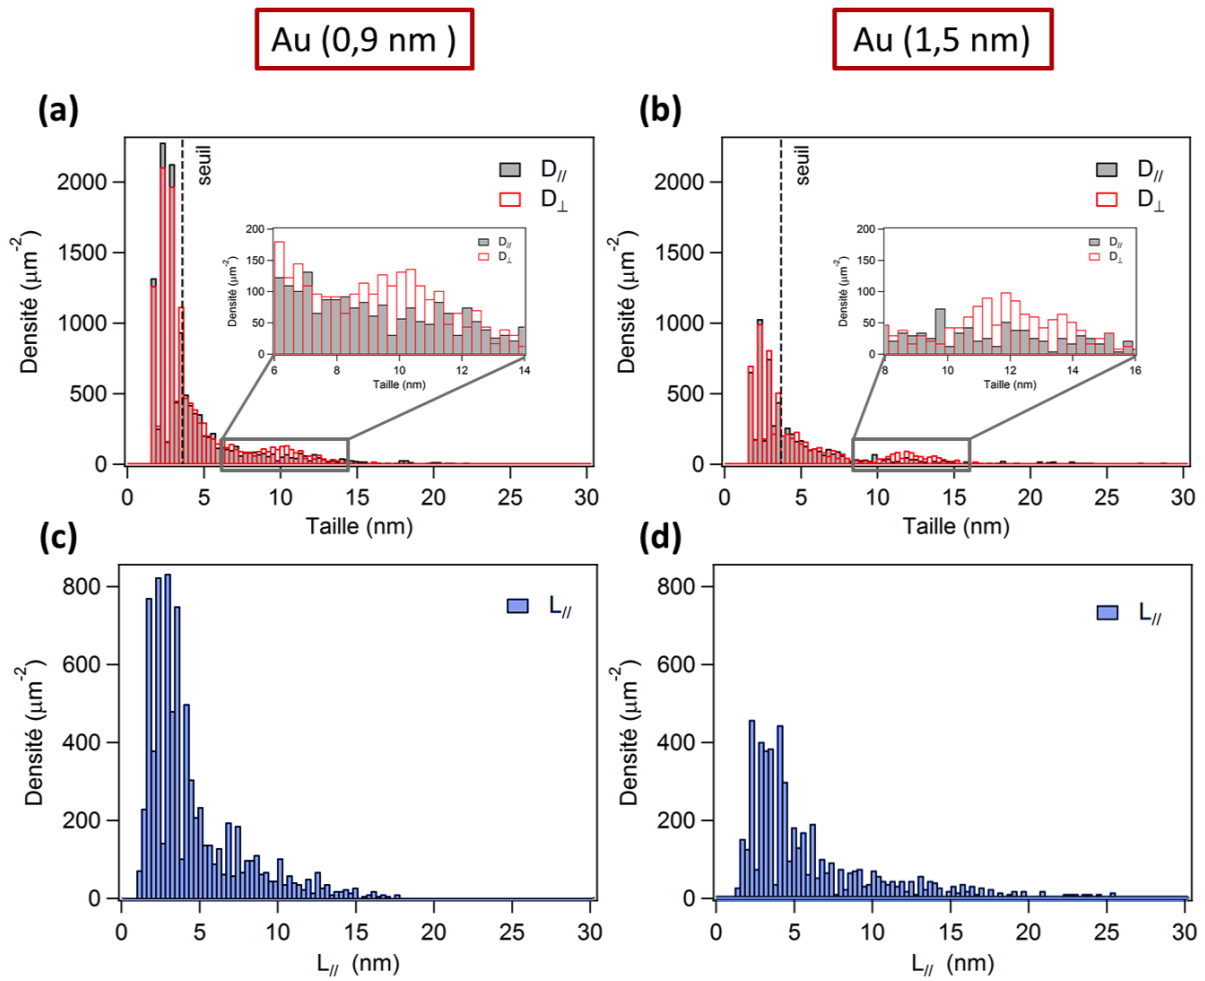 Au (0,9 nm )
Au (1,5 nm)
(a)
(b)
seuil
D//
D⊥
2000
1500
1000
500
0
Densité (μm-2)
0
5
10
15
20
25
30
Taille (nm)
200
150
100
50
0
Densité (μm-2)
D//
D⊥
6
8
10
12
14
Taille (nm)
seuil
D//
D⊥
2000
1500
1000
500
0
Densité (μm-2)
0
5
10
15
20
25
30
Taille (nm)
200
150
100
50
0
Densité (μm-2)
D//
D⊥
8
10
12
14
16
Taille (nm)
(c)
(d)
L//
800
600
400
200
0
Densité (μm-2)
0
5
10
15
20
25
30
L// (nm)
L//
800
600
400
200
0
Densité (μm-2)
0
5
10
15
20
25
30
L// (nm)